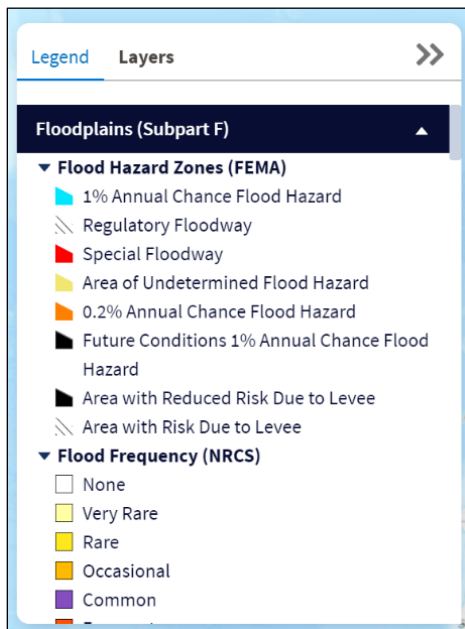 Legend Layers
Floodplains (Subpart F)
Flood Hazard Zones (FEMA)
1% Annual Chance Flood Hazard
Regulatory Floodway
Special Floodway
Area of Undetermined Flood Hazard
0.2% Annual Chance Flood Hazard
Future Conditions 1% Annual Chance Flood
Hazard
Area with Reduced Risk Due to Levee
Area with Risk Due to Levee
Flood Frequency (NRCS)
None
Very Rare
Rare
Occasional
Common